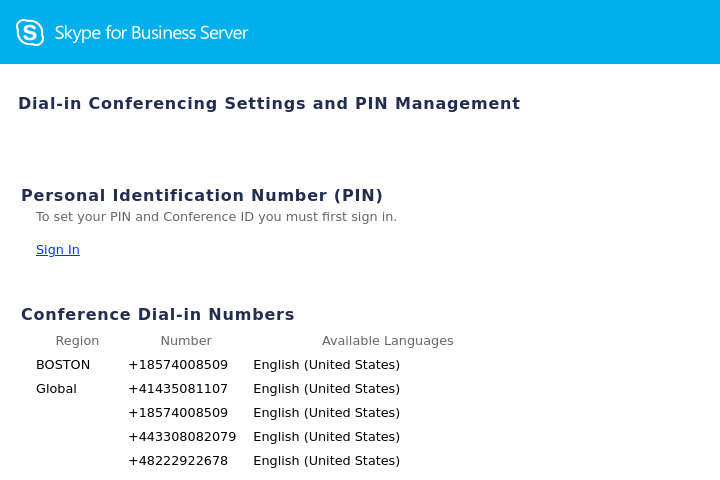 Skype for Business Server
Dial-in Conferencing Settings and PIN Management
Personal Identification Number (PIN)
To set your PIN and Conference ID you must first sign in.
Sign In
Conference Dial-in Numbers
Region Number Available Languages
BOSTON +18574008509 English (United States)
Global +41435081107 English (United States)
+18574008509 English (United States)
+443308082079 English (United States)
+48222922678 English (United States)